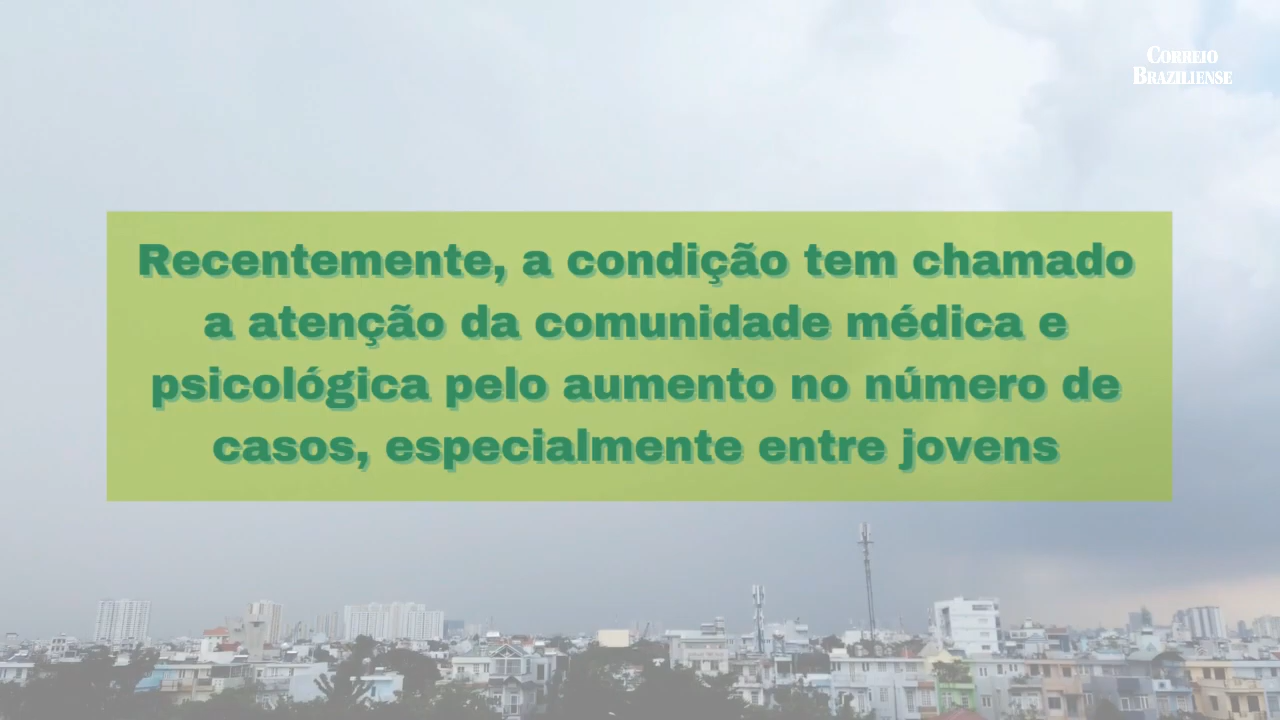 CORREIO
BRAZILIENSE
Recentemente, a condição tem chamado
a atenção da comunidade médica e
psicológica pelo aumento no número de
casos, especialmente entre jovens